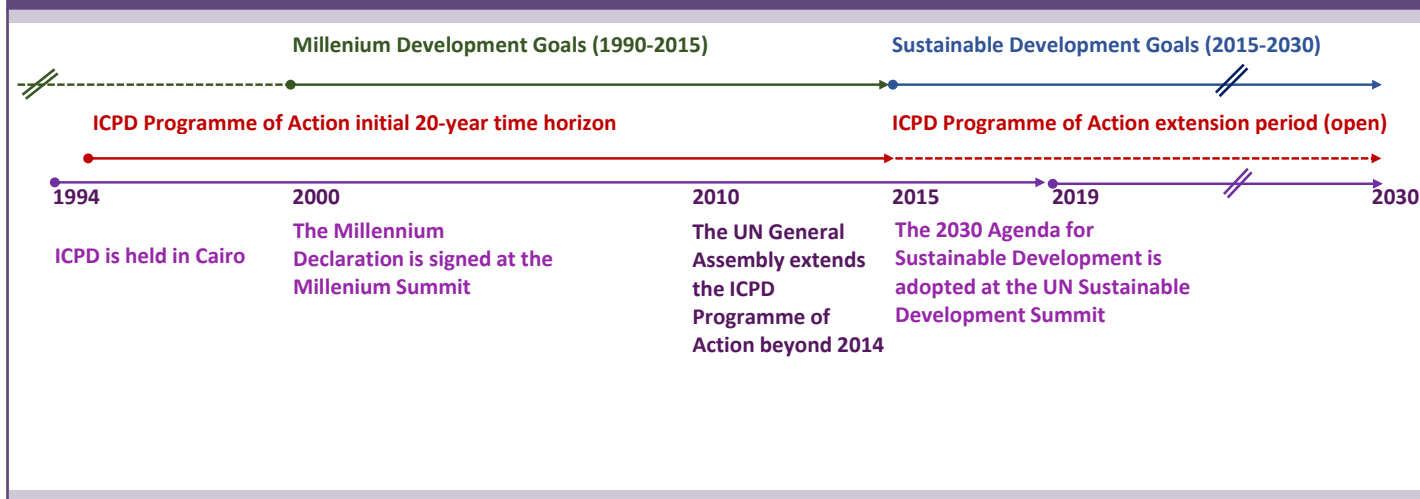 Millenium Development Goals (1990-2015)
Sustainable Development Goals (2015-2030)
ICPD Programme of Action initial 20-year time horizon
ICPD Programme of Action extension period (open)
1994
2000
2010
2015
2019
2030
ICPD is held in Cairo
The Millennium
Declaration is signed at the
Millenium Summit
The UN General
Assembly extends
the ICPD
Programme of
Action beyond 2014
The 2030 Agenda for
Sustainable Development is
adopted at the UN Sustainable
Development Summit